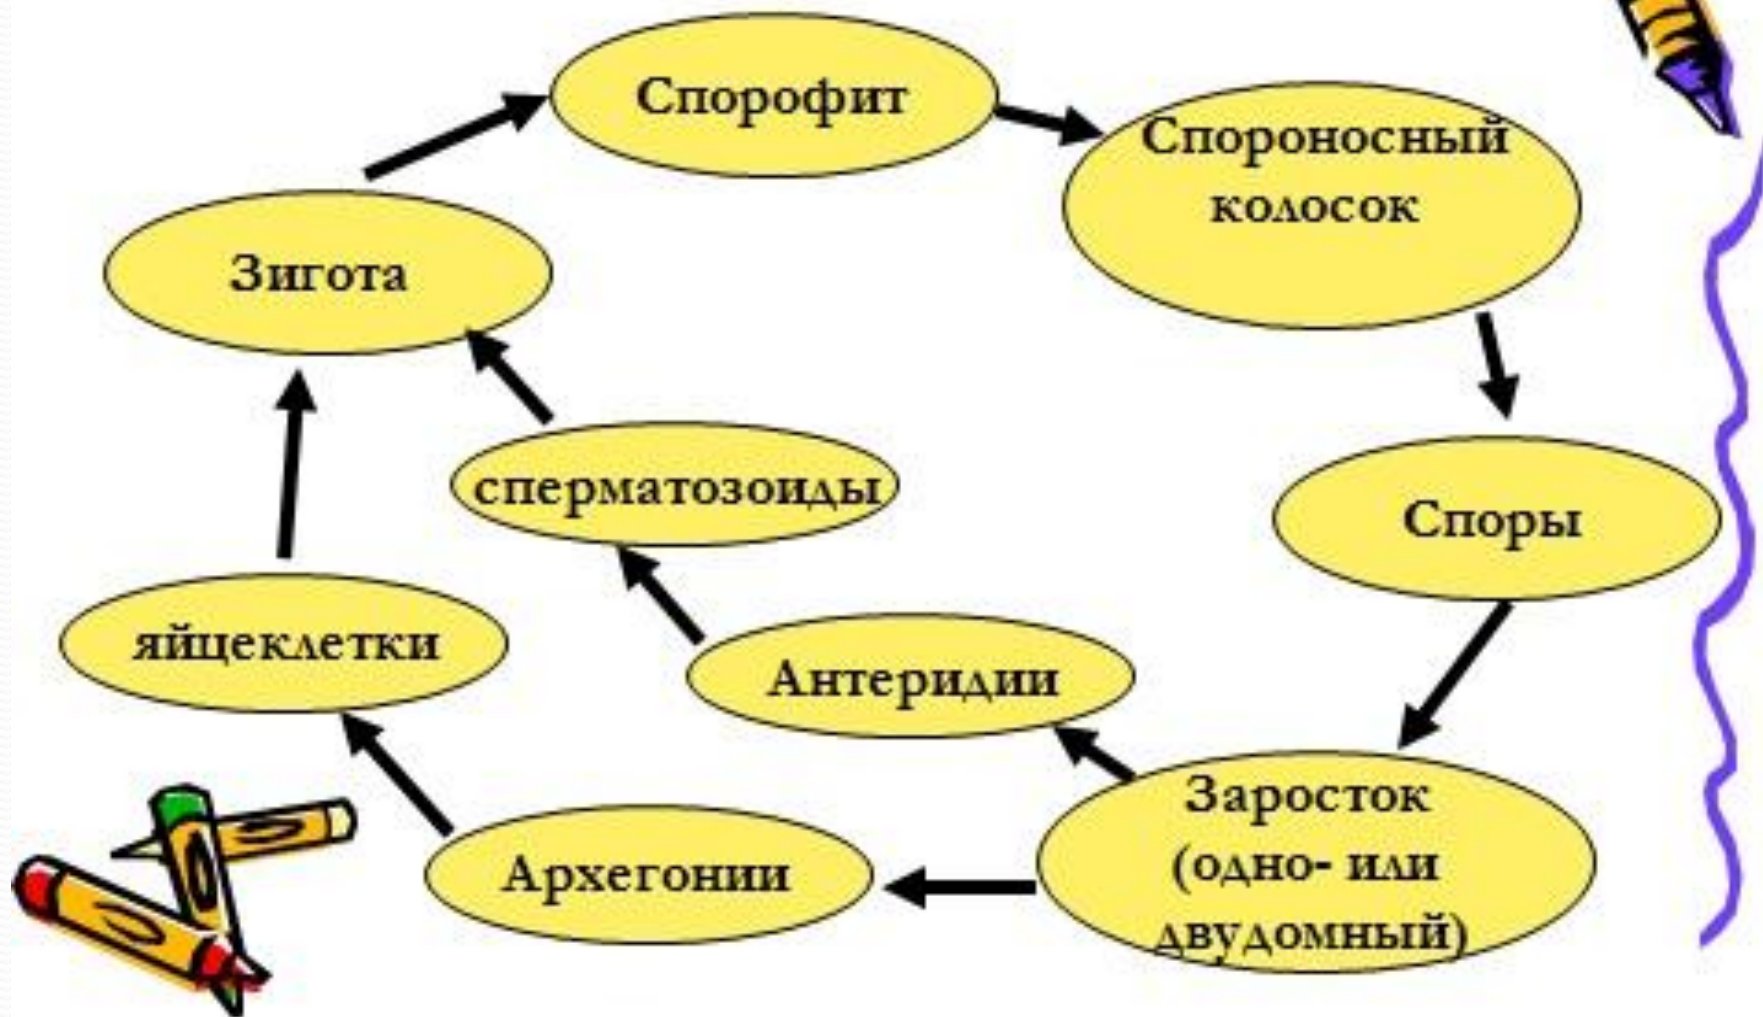 Спорофит
Спороносный
колосок
Зигота
сперматозоиды
Споры
яйцеклетки
Антеридии
Заросток
(одно- или
двудомный)
Архегонии